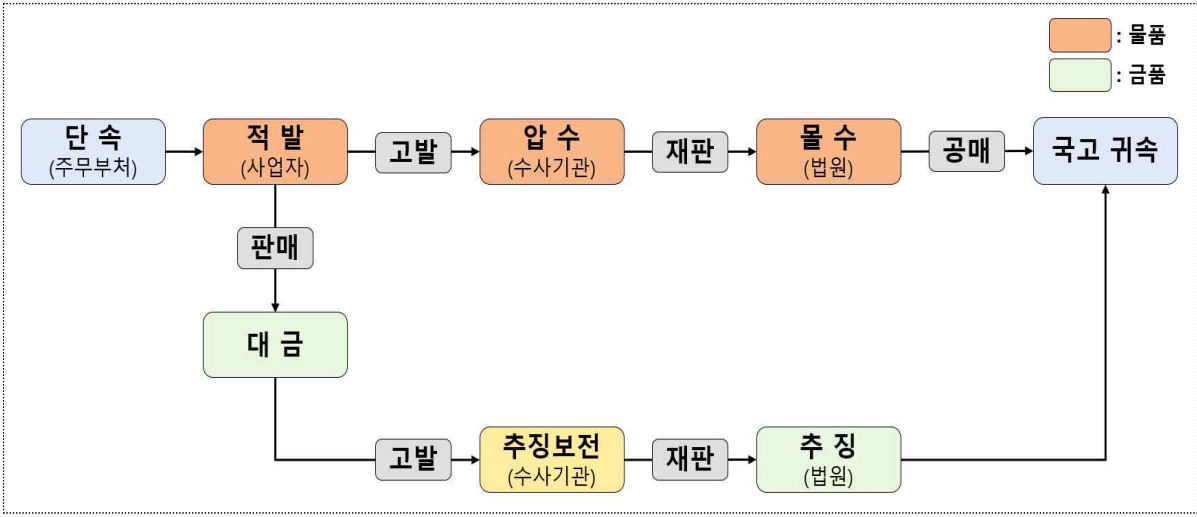 : 물품
: 금품
단 속
(주무부처)
적 발
(사업자)
고발
압 수
(수사기관)
재판
몰 수
(법원)
공매
국고 귀속
판매
대 금
고발
추징보전
(수사기관)
재판
추 징
(법원)